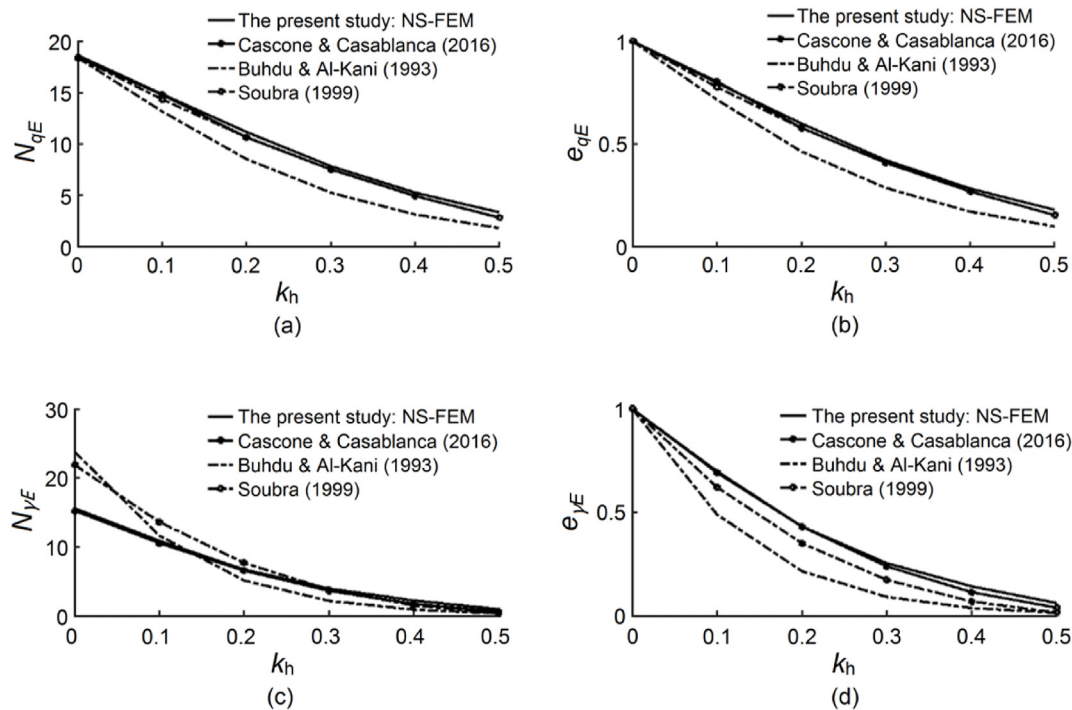 The present study: NS-FEM
Cascone & Casablanca (2016)
Buhdu & Al-Kani (1993)
Soubra (1999)
20
15
10
5
0
NqE
0 0.1 0.2 0.3 0.4 0.5
kh
(a)
The present study: NS-FEM
Cascone & Casablanca (2016)
Buhdu & Al-Kani (1993)
Soubra (1999)
1
0.5
0
eqE
0 0.1 0.2 0.3 0.4 0.5
kh
(b)
The present study: NS-FEM
Cascone & Casablanca (2016)
Buhdu & Al-Kani (1993)
Soubra (1999)
30
20
10
0
NγE
0 0.1 0.2 0.3 0.4 0.5
kh
(c)
The present study: NS-FEM
Cascone & Casablanca (2016)
Buhdu & Al-Kani (1993)
Soubra (1999)
1
0.5
0
eγE
0 0.1 0.2 0.3 0.4 0.5
kh
(d)